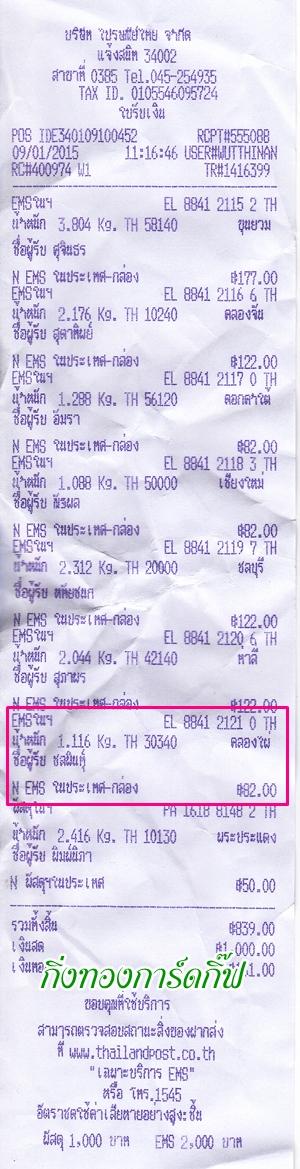 บริษัท ไปรษณีย์ไทย จำกัด
แจ้งสนิท 34002
สาขาที่ 0385 Tel.045-254935
TAX ID. 0105546095724
ใบรับเงิน
POS IDE340109100452 RCPT#555088
09/01/2015 11:16:46 USER#WUTTHINAN
RC#400974 W1 TR#1416399
EMSในฯ EL 8841 2115 2 TH
น้ำหนัก 3.804 Kg. TH 58140 ขุนยวม
ชื่อผู้รับ สุจินธร
N EMS ในประเทศ-กล่อง ฿177.00
EMSในฯ EL 8841 2116 6 TH
น้ำหนัก 2.176 Kg. TH 10240 คลองจั่น
ชื่อผู้รับ สุดาทิพย์
N EMS ในประเทศ-กล่อง ฿122.00
EMSในฯ EL 8841 2117 0 TH
น้ำหนัก 1.288 Kg. TH 56120 ดอกคำใต้
ชื่อผู้รับ อัมรา
N EMS ในประเทศ-กล่อง ฿82.00
EMSในฯ EL 8841 2118 3 TH
น้ำหนัก 1.088 Kg. TH 50000 เชียงใหม่
ชื่อผู้รับ
N EMS ในประเทศ-กล่อง ฿82.00
EMSในฯ EL 8841 2119 7 TH
น้ำหนัก 2.312 Kg. TH 20000 ชลบุรี
ชื่อผู้รับ หทัยชนก
N EMS ในประเทศ-กล่อง ฿122.00
EMSในฯ EL 8841 2120 6 TH
น้ำหนัก 2.044 Kg. TH 42140
ชื่อผู้รับ สุภาพร
N EMS ในประเทศ-กล่อง ฿122.00
EMSในฯ EL 8841 2121 0 TH
น้ำหนัก 1.116 Kg. TH 30340 คลองไผ่
ชื่อผู้รับ ชลมินทุ์
N EMS ในประเทศ-กล่อง ฿82.00
พัสดุในฯ PA 1618 8148 2 TH
น้ำหนัก 2.416 Kg. TH 10130 พระประแดง
ชื่อผู้รับ พิมพ์นิภา
N พัสดุฯในประเทศ ฿50.00
รวมทั้งสิ้น ฿839.00
เงินสด ฿1,000.00
เงินทอน
กิ่งทองการ์ดกิ๊ฟ
ขอบคุณที่ใช้บริการ
สามารถตรวจสอบสถานะสิ่งของฝากส่ง
ที่ www.thailandpost.co.th
"เฉพาะบริการ EMS"
หรือ โทร.1545
อัตราชดใช้ค่าเสียหายอย่างสูงะชิ้น
พัสดุ 1,000 บาท EMS 2,000 บาท